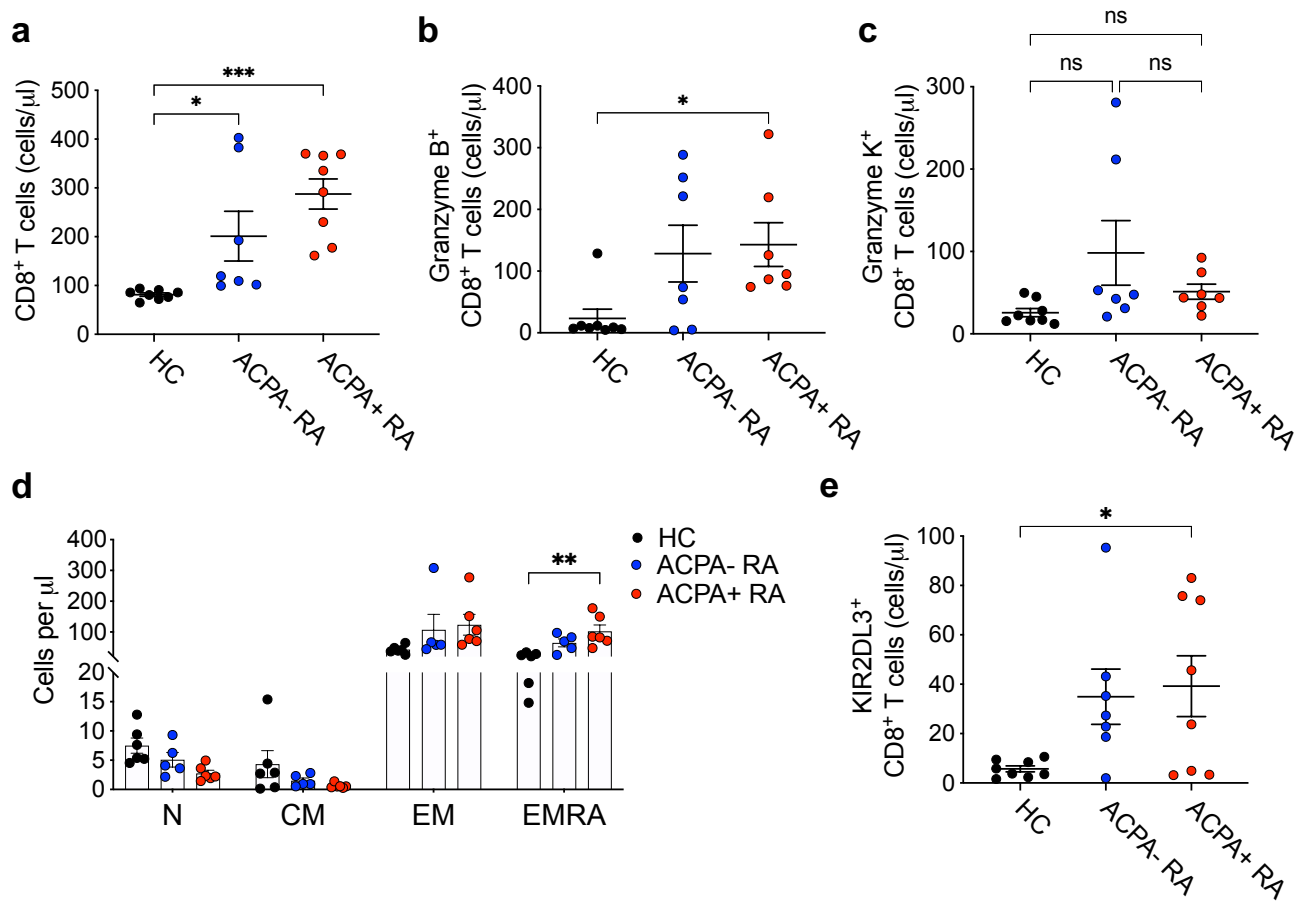 a
CD8⁺ T cells (cells/μl)
500
400
300
200
100
0
***
*
HC
ACPA- RA
ACPA+ RA
b
Granzyme B⁺
CD8⁺ T cells (cells/μl)
400
300
200
100
0
*
HC
ACPA- RA
ACPA+ RA
c
Granzyme K⁺
CD8⁺ T cells (cells/μl)
300
200
100
0
ns
ns
ns
HC
ACPA- RA
ACPA+ RA
d
Cells per μl
400
300
200
100
20
15
10
5
0
**
N
CM
EM
EMRA
HC
ACPA- RA
ACPA+ RA
e
KIR2DL3⁺
CD8⁺ T cells (cells/μl)
100
80
60
40
20
0
*
HC
ACPA- RA
ACPA+ RA